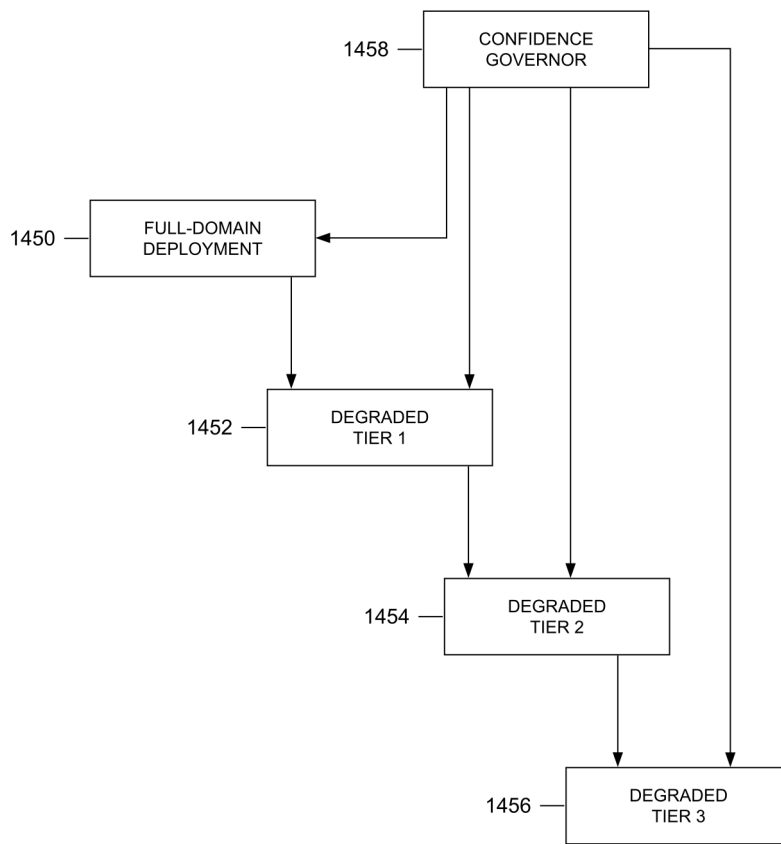 1458
CONFIDENCE
GOVERNOR
1450
FULL-DOMAIN
DEPLOYMENT
1452
DEGRADED
TIER 1
1454
DEGRADED
TIER 2
1456
DEGRADED
TIER 3